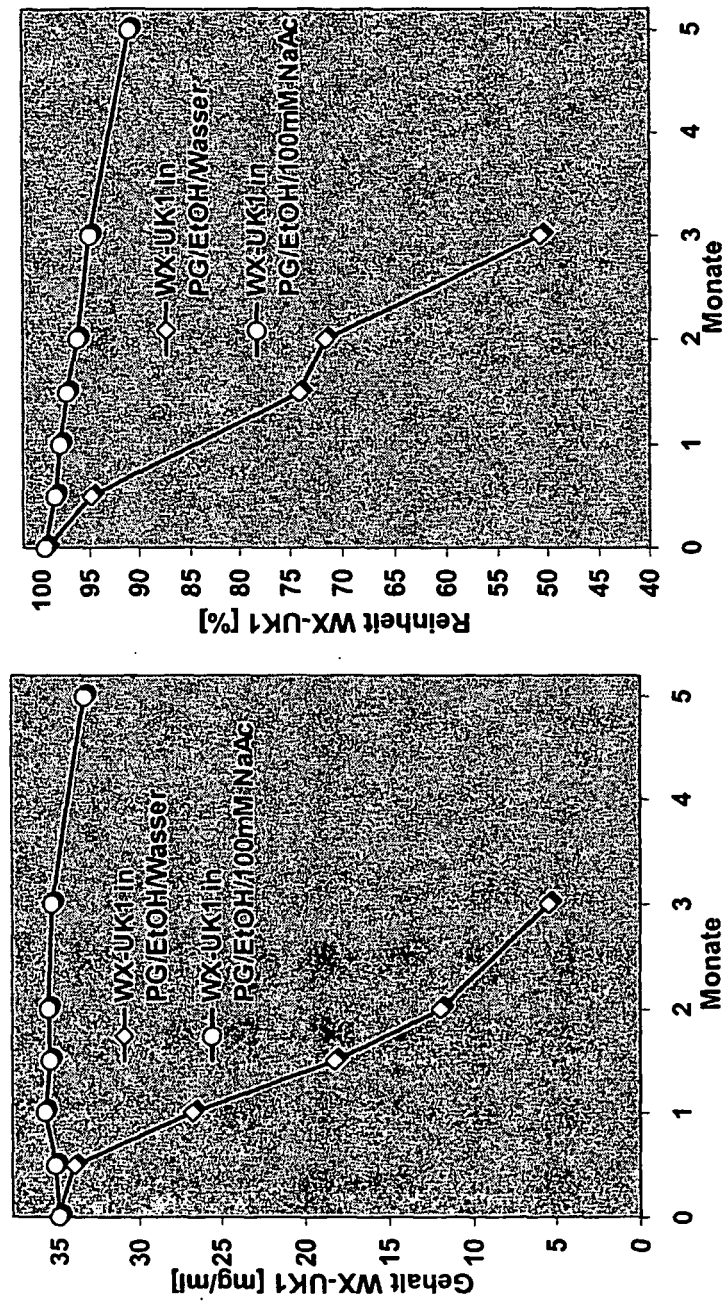 Gehalt WX-UK1 [mg/ml]
35
30
25
20
15
10
5
0
WX-UK1 in
PG/EtOH/Wasser
WX-UK1 in
PG/EtOH/100mM NaAc
0 1 2 3 4 5
Monate
Reinheit WX-UK1 [%]
100
95
90
85
80
75
70
65
60
55
50
45
40
WX-UK1 in
PG/EtOH/Wasser
WX-UK1 in
PG/EtOH/100mM NaAc
0 1 2 3 4 5
Monate